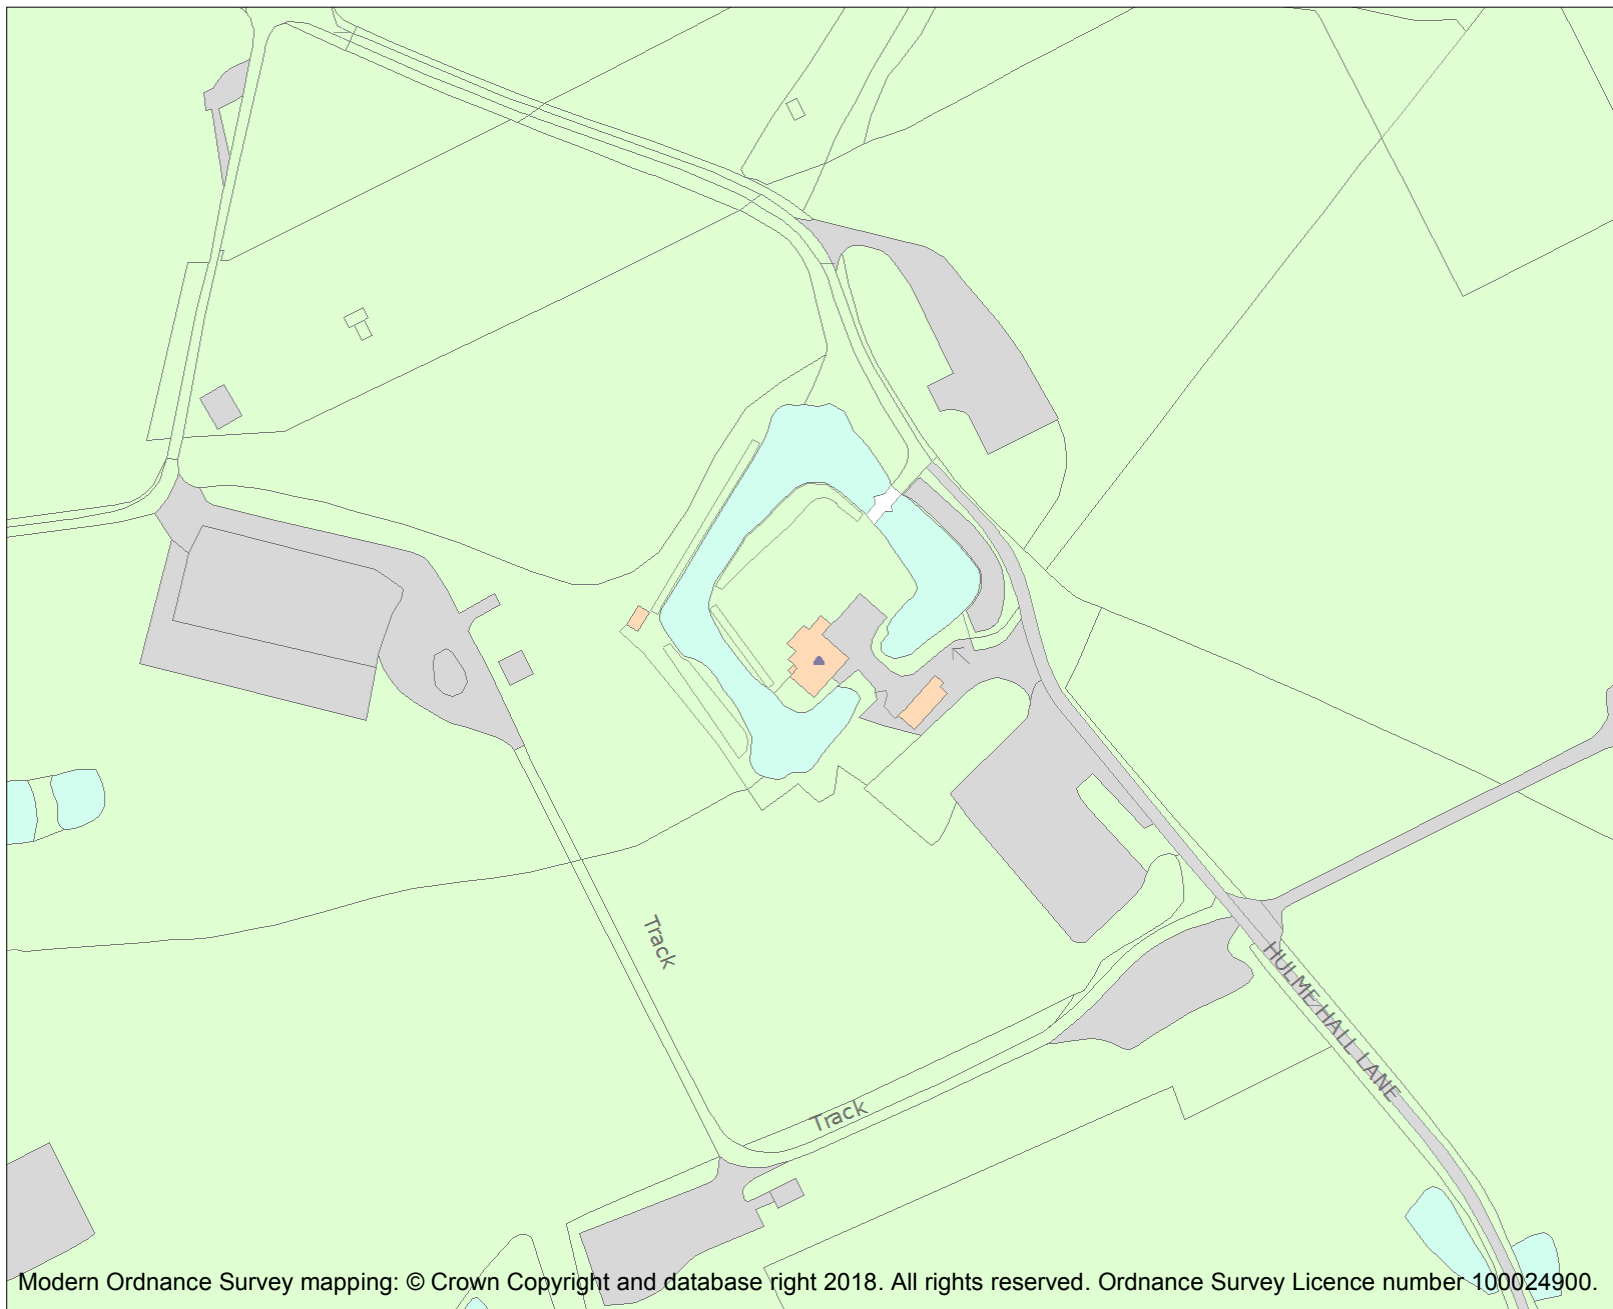 Track
HULME HALL LANE
Track
Modern Ordnance Survey mapping: © Crown Copyright and database right 2018. All rights reserved. Ordnance Survey Licence number 100024900.